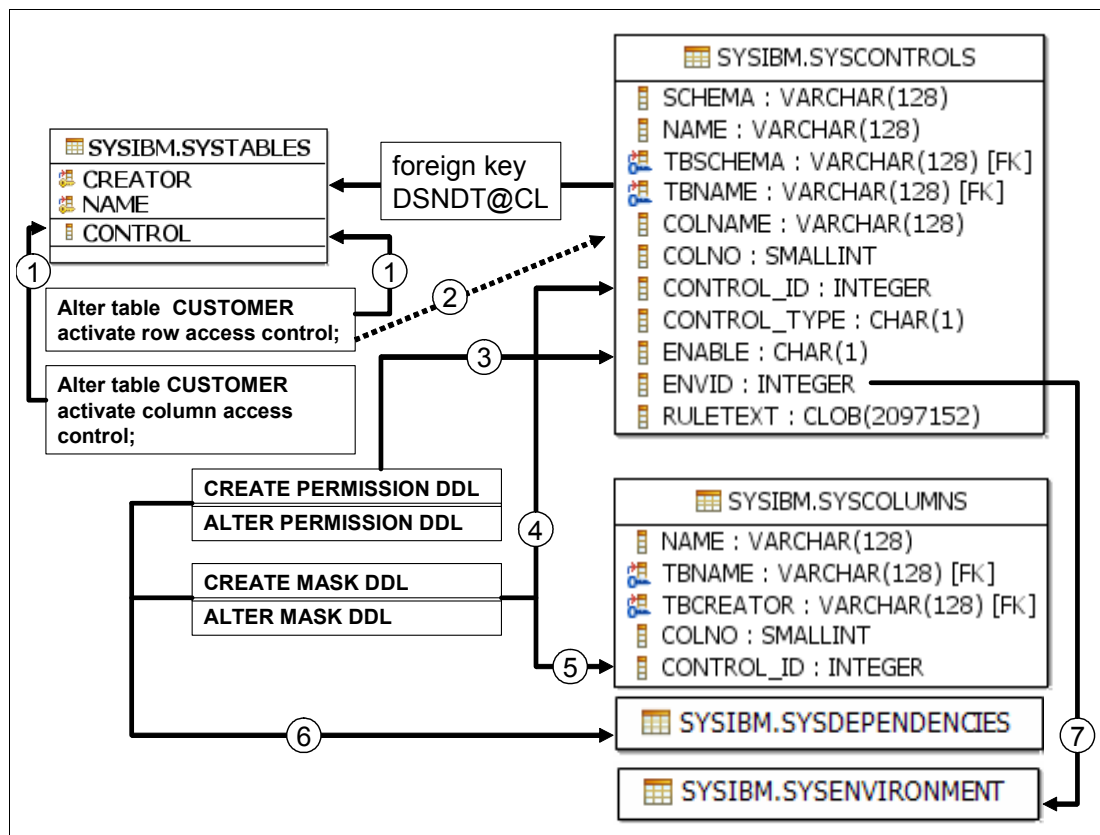 SYSIBM.SYSTABLES
CREATOR
NAME
CONTROL
foreign key
DSNDT@CL
SYSIBM.SYSCONTROLS
SCHEMA : VARCHAR(128)
NAME : VARCHAR(128)
TBSCHEMA : VARCHAR(128) [FK]
TBNAME : VARCHAR(128) [FK]
COLNAME : VARCHAR(128)
COLNO : SMALLINT
CONTROL_ID : INTEGER
CONTROL_TYPE : CHAR(1)
ENABLE : CHAR(1)
ENVID : INTEGER
RULETEXT : CLOB(2097152)
1
1
2
Alter table CUSTOMER
activate row access control;
3
Alter table CUSTOMER
activate column access
control;
CREATE PERMISSION DDL
ALTER PERMISSION DDL
4
CREATE MASK DDL
ALTER MASK DDL
5
SYSIBM.SYSCOLUMNS
NAME : VARCHAR(128)
TBNAME : VARCHAR(128) [FK]
TBCREATOR : VARCHAR(128) [FK]
COLNO : SMALLINT
CONTROL_ID : INTEGER
6
SYSIBM.SYSDEPENDENCIES
7
SYSIBM.SYSENVIRONMENT